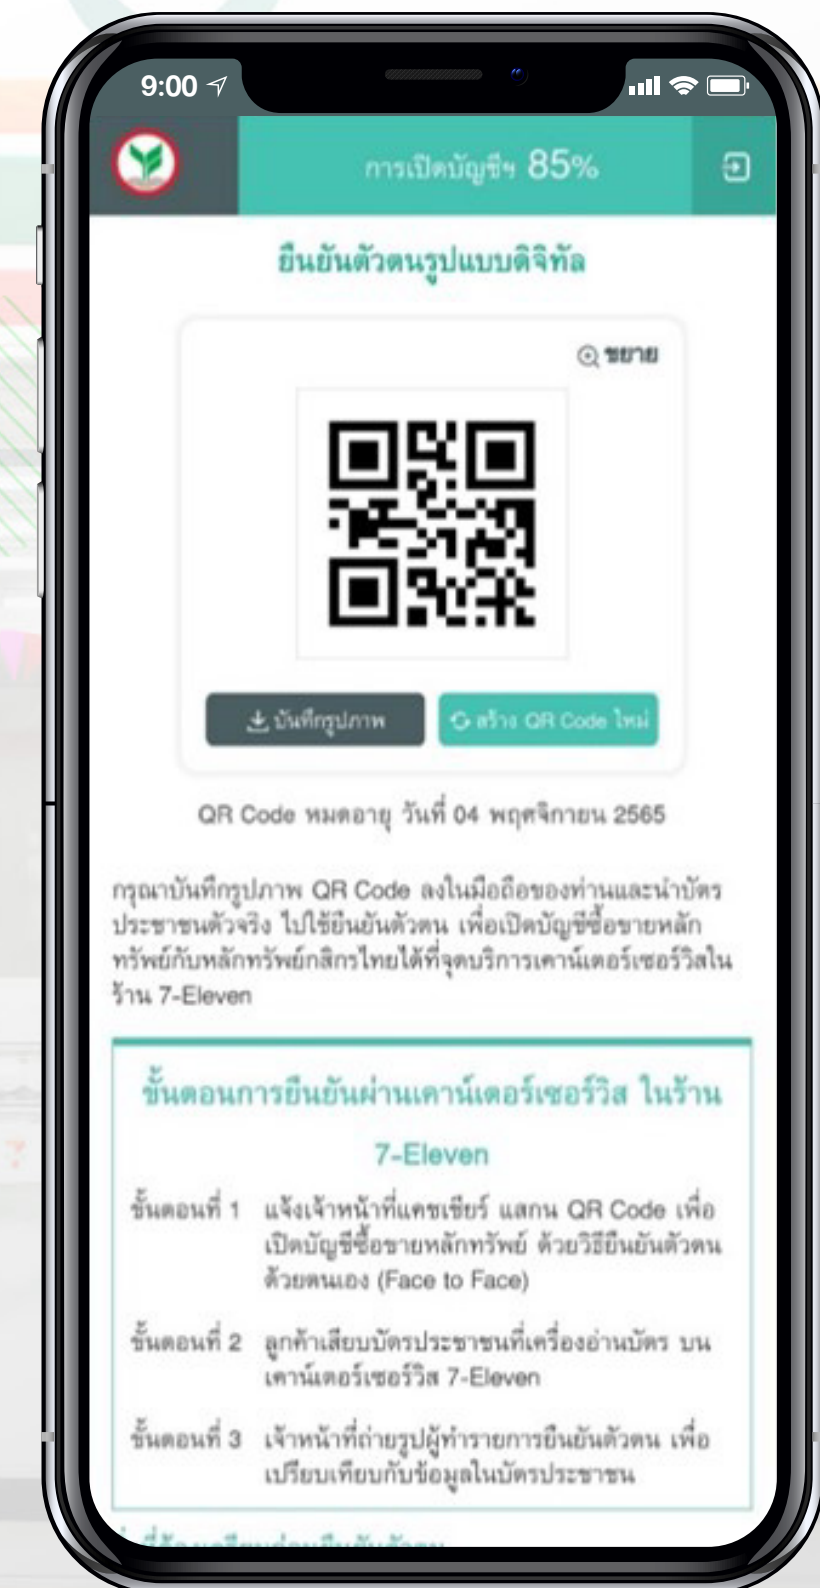 9:00
การเปิดบัญชีฯ 85%
ยืนยันตัวตนรูปแบบดิจิทัล
ขยาย
บันทึกรูปภาพ
สร้าง QR Code ใหม่
QR Code หมดอายุ วันที่ 04 พฤศจิกายน 2565
กรุณาบันทึกรูปภาพ QR Code ลงในมือถือของท่านและนำบัตร
ประชาชนตัวจริง ไปใช้ยืนยันตัวตน เพื่อเปิดบัญชีซื้อขายหลัก
ทรัพย์กับหลักทรัพย์กสิกรไทยได้ที่จุดบริการเคาน์เตอร์เซอร์วิสใน
ร้าน 7-Eleven
ขั้นตอนการยืนยันผ่านเคาน์เตอร์เซอร์วิส ในร้าน
7-Eleven
ขั้นตอนที่ 1 แจ้งเจ้าหน้าที่แคชเชียร์ แสกน QR Code เพื่อ
เปิดบัญชีซื้อขายหลักทรัพย์ ด้วยวิธียืนยันตัวตน
ด้วยตนเอง (Face to Face)
ขั้นตอนที่ 2 ลูกค้าเสียบบัตรประชาชนที่เครื่องอ่านบัตร บน
เคาน์เตอร์เซอร์วิส 7-Eleven
ขั้นตอนที่ 3 เจ้าหน้าที่ถ่ายรูปผู้ทำรายการยืนยันตัวตน เพื่อ
เปรียบเทียบกับข้อมูลในบัตรประชาชน